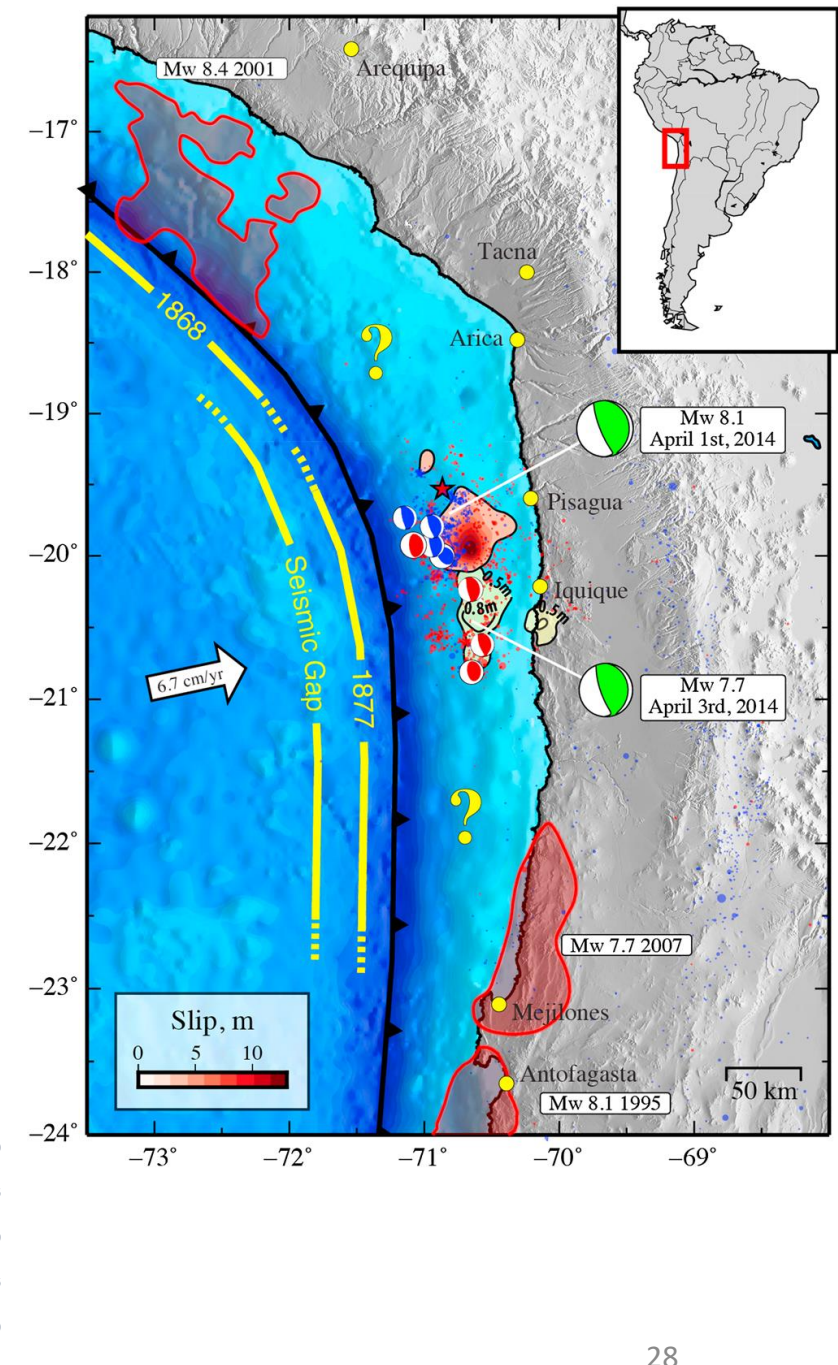 Mw 8.4 2001
Arequipa
−17°
Tacna
−18°
1868
?
Arica
−19°
Mw 8.1
April 1st, 2014
Pisagua
−20°
Seismic Gap
0.5m
0.8m
Iquique
0.5m
6.7 cm/yr
1877
−21°
Mw 7.7
April 3rd, 2014
?
−22°
Mw 7.7 2007
−23°
Mejilones
Slip, m
0 5 10
Antofagasta
50 km
Mw 8.1 1995
−24°
−73° −72° −71° −70° −69°
28